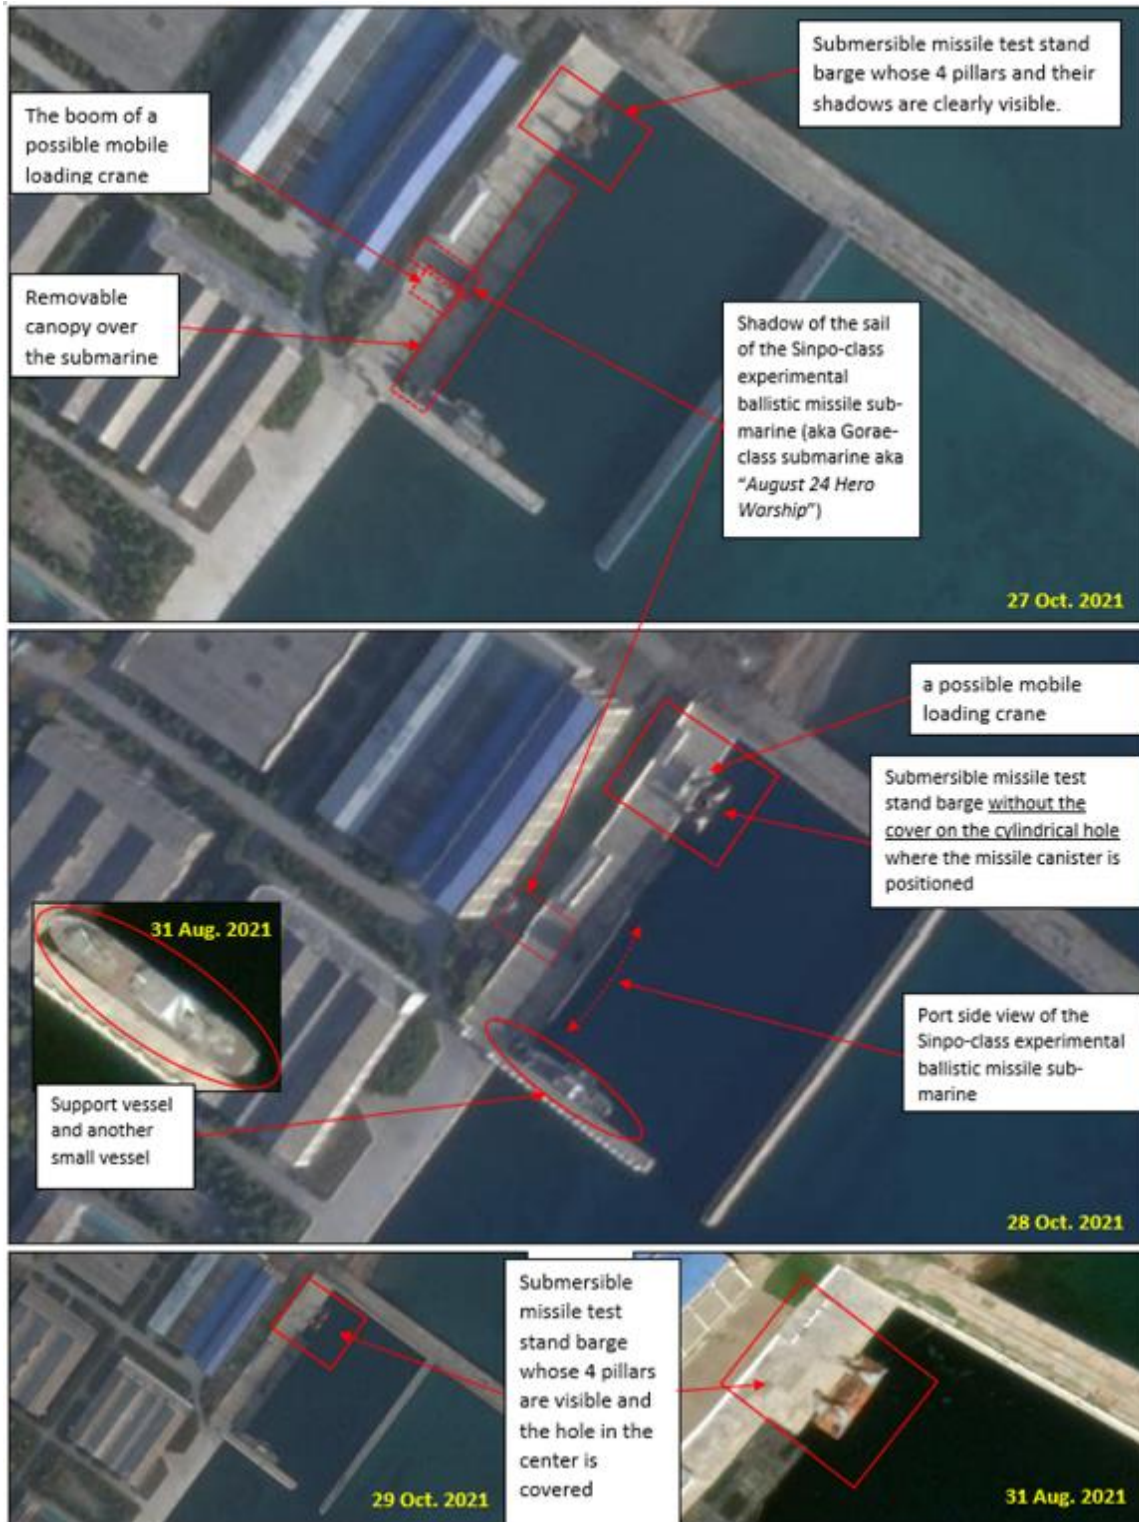 Submersible missile test stand
barge whose 4 pillars and their
shadows are clearly visible.
The boom of a
possible mobile
loading crane
Removable
canopy over
the submarine
Shadow of the sail
of the Sinpo-class
experimental
ballistic missile sub-
marine (aka Gorae-
class submarine aka
“August 24 Hero
Worship”)
27 Oct. 2021
a possible mobile
loading crane
Submersible missile test
stand barge without the
cover on the cylindrical hole
where the missile canister is
positioned
31 Aug. 2021
Port side view of the
Sinpo-class experimental
ballistic missile sub-
marine
Support vessel
and another
small vessel
28 Oct. 2021
Submersible
missile test
stand barge
whose 4 pillars
are visible and
the hole in the
center is
covered
29 Oct. 2021
31 Aug. 2021